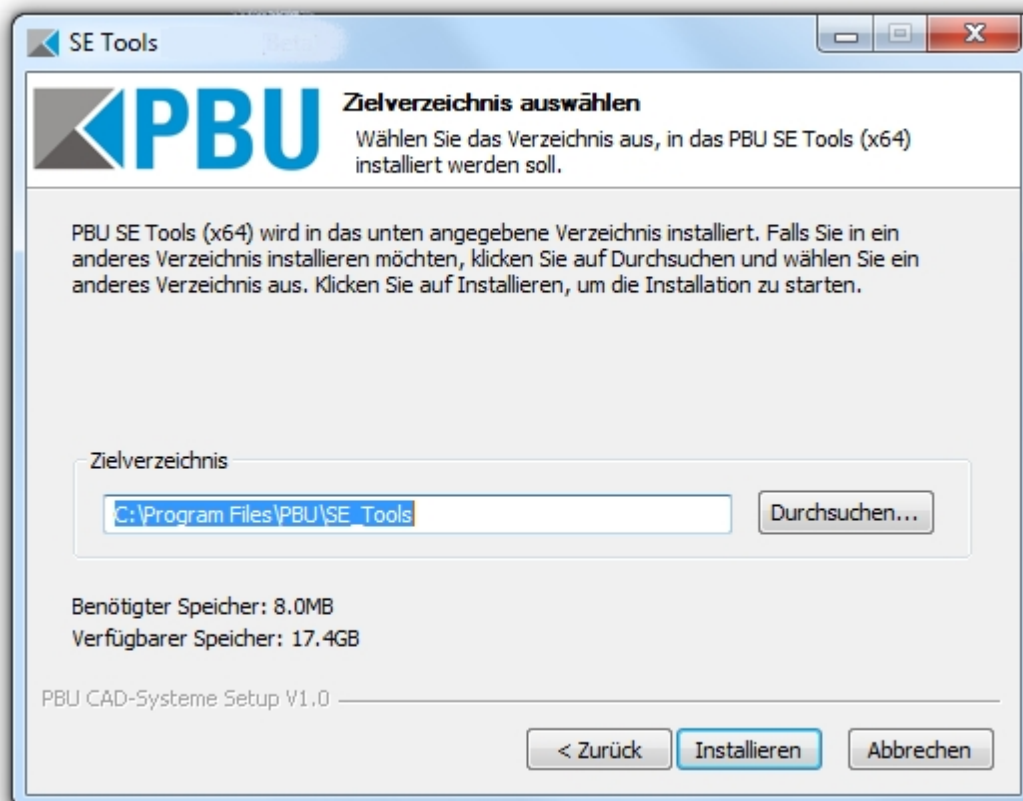 SE Tools
PBU
Zielverzeichnis auswählen
Wählen Sie das Verzeichnis aus, in das PBU SE Tools (x64)
installiert werden soll.
PBU SE Tools (x64) wird in das unten angegebene Verzeichnis installiert. Falls Sie in ein
anderes Verzeichnis installieren möchten, klicken Sie auf Durchsuchen und wählen Sie ein
anderes Verzeichnis aus. Klicken Sie auf Installieren, um die Installation zu starten.
Zielverzeichnis
C:\Program Files\PBU\SE_Tools
Durchsuchen...
Benötigter Speicher: 8.0MB
Verfügbarer Speicher: 17.4GB
PBU CAD-Systeme Setup V1.0
< Zurück
Installieren
Abbrechen